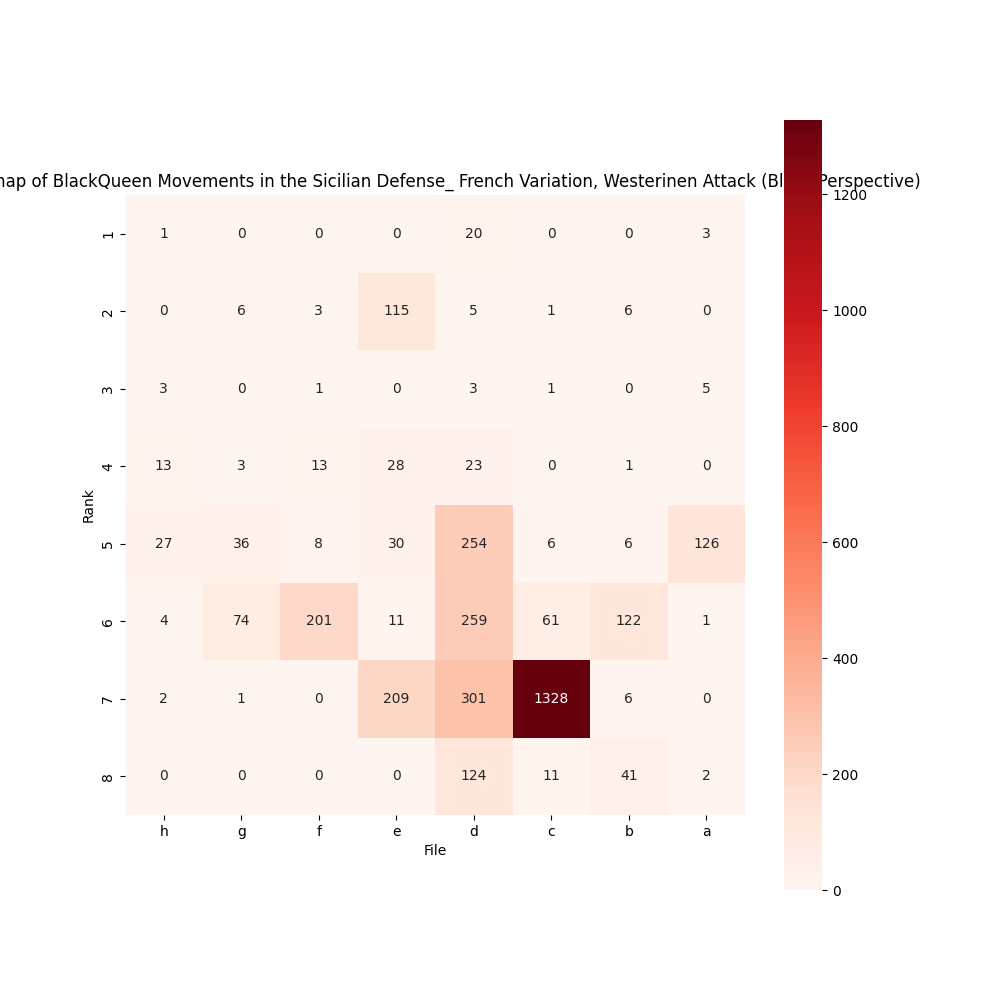 of BlackQueen Movements in the Sicilian Defense_ French Variation, Westerinen Attack Perspective)
1 1 0 0 0 20 0 0 3
2 0 6 3 115 5 1 6 0
3 3 0 1 0 3 1 0 5
4 13 3 13 28 23 0 1 0
5 27 36 8 30 254 6 6 126
6 4 74 201 11 259 61 122 1
7 2 1 0 209 301 1328 6 0
8 0 0 0 0 124 11 41 2
h g f e d c b a
File
Rank
1200
1000
800
600
400
200
0